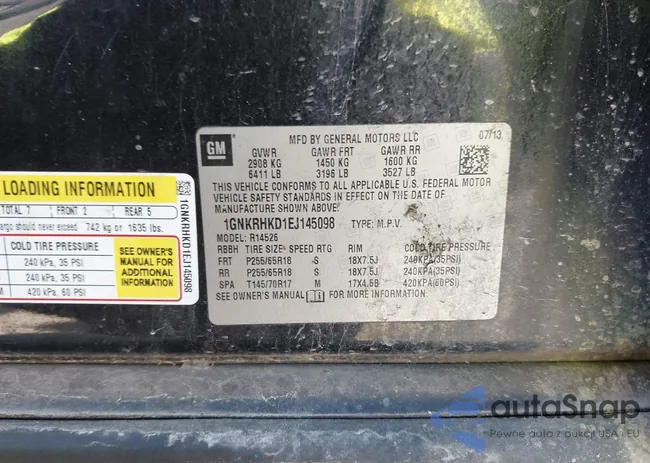 LOADING INFORMATION
TOTAL 7 FRONT 2 REAR 5
cargo should never exceed 742 kg or 1635 lbs.
COLD TIRE PRESSURE
240 kPa, 35 PSI
240 kPa, 35 PSI
420 kPa, 60 PSI
SEE OWNER'S
MANUAL FOR
ADDITIONAL
INFORMATION
1GNKRHKD1EJ145098
GM
MFD BY GENERAL MOTORS LLC 07/13
GVWR GAWR FRT GAWR RR
2908 KG 1450 KG 1600 KG
6411 LB 3196 LB 3527 LB
THIS VEHICLE CONFORMS TO ALL APPLICABLE U.S. FEDERAL MOTOR
VEHICLE SAFETY STANDARDS IN EFFECT ON THE DATE OF
MANUFACTURE SHOWN ABOVE.
1GNKRHKD1EJ145098 TYPE: M.P.V.
MODEL: R14526
RBBH TIRE SIZE SPEED RTG RIM COLD TIRE PRESSURE
FRT P255/65R18 S 18X7.5J 240KPA(35PSI)
RR P255/65R18 S 18X7.5J 240KPA(35PSI)
SPA T145/70R17 M 17X4.5B 420KPA(60PSI)
SEE OWNER'S MANUAL FOR MORE INFORMATION.
autoSnap
Pewne auta z aukcji USA i EU